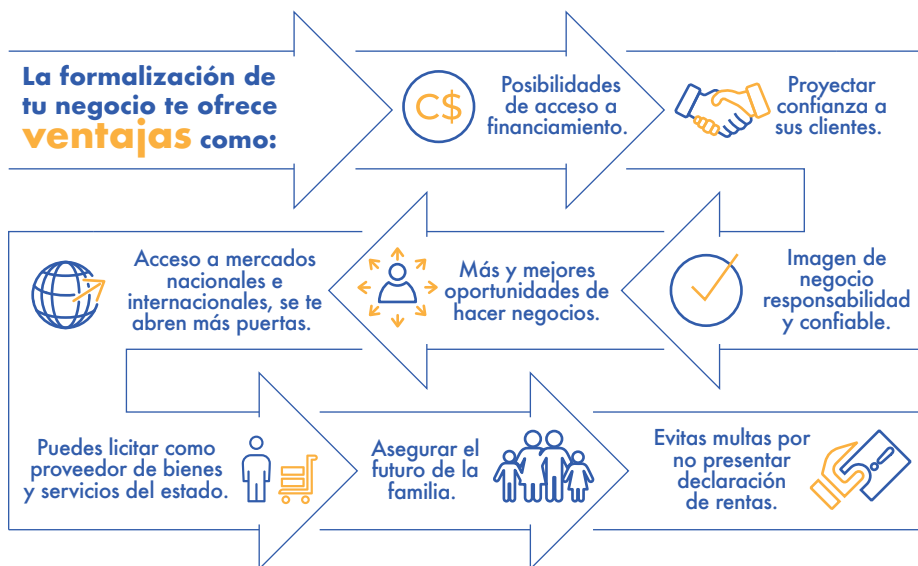 La formalización de
tu negocio te ofrece
ventajas como:
C$
Posibilidades
de acceso a
financiamiento.
Proyectar
confianza a
sus clientes.
Imagen de
negocio
responsabilidad
y confiable.
Más y mejores
oportunidades de
hacer negocios.
Acceso a mercados
nacionales e
internacionales, se te
abren más puertas.
Puedes licitar como
proveedor de bienes
y servicios del estado.
Asegurar el
futuro de la
familia.
Evitas multas por
no presentar
declaración
de rentas.